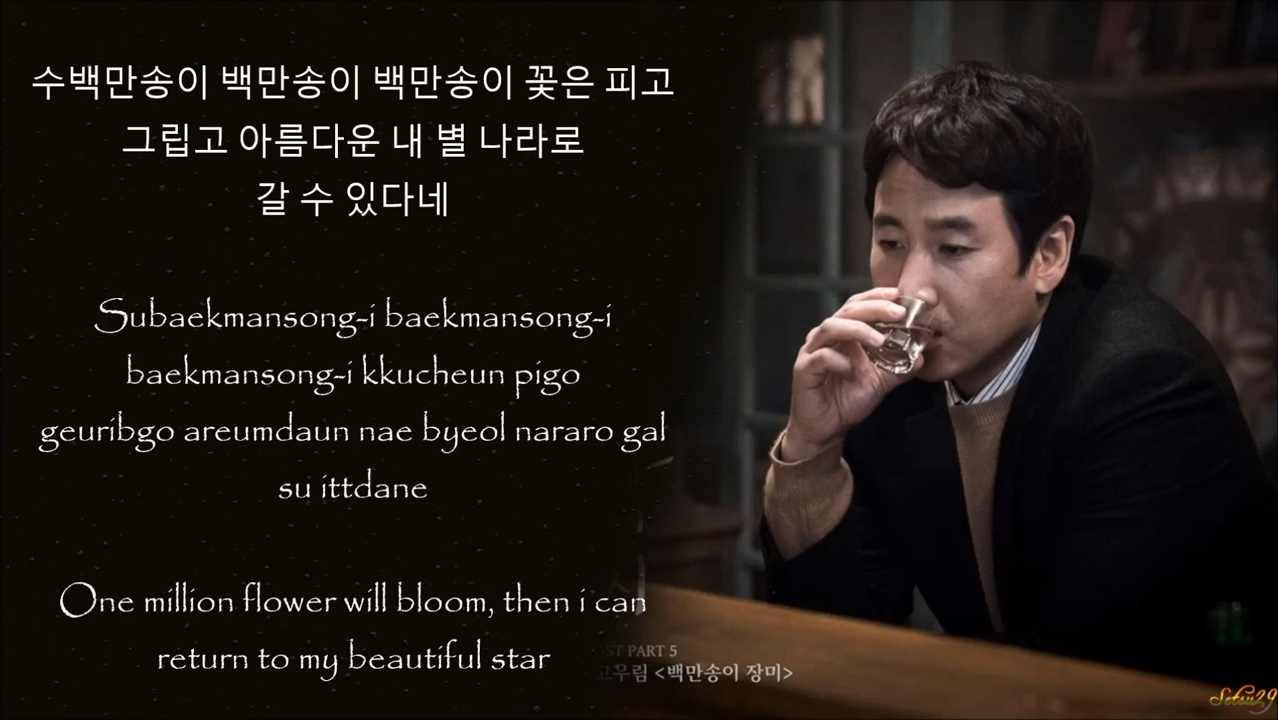 수백만송이 백만송이 백만송이 꽃은 피고
그립고 아름다운 내 별 나라로
갈 수 있다네
Subaekmansong-i baekmansong-i
baekmansong-i kkucheun pigo
geuribgo areumdaun nae byeol nararo gal
su ittdane
One million flower will bloom, then i can
return to my beautiful star
OST PART 5
고우림 <백만송이 장미>
Setsu29